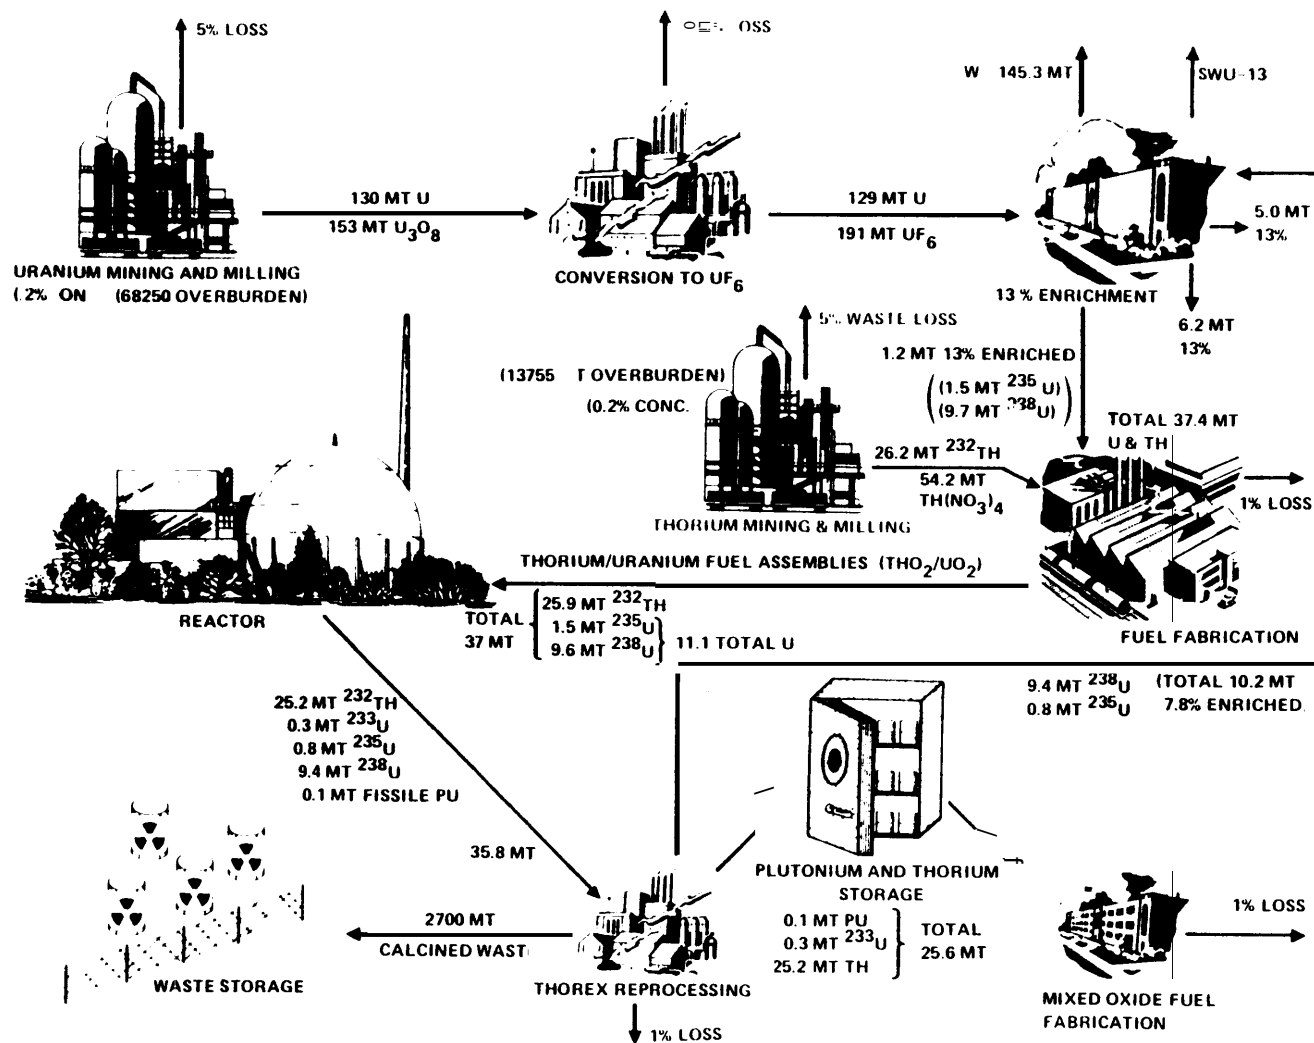 5% LOSS
OSS
W 145.3 MT
SWU-13
130 MT U
153 MT U3O8
129 MT U
191 MT UF6
5.0 MT
13%
URANIUM MINING AND MILLING
(.2% ON (68250 OVERBURDEN)
CONVERSION TO UF6
13 % ENRICHMENT
6.2 MT
13%
5% WASTE LOSS
1.2 MT 13% ENRICHED
(1.5 MT 235 U)
(9.7 MT 238U)
(13755 T OVERBURDEN)
(0.2% CONC.
TOTAL 37.4 MT
U & TH
26.2 MT 232TH
54.2 MT
TH(NO3)4
1% LOSS
THORIUM MINING & MILLING
THORIUM/URANIUM FUEL ASSEMBLIES (THO2/UO2)
REACTOR
FUEL FABRICATION
TOTAL
37 MT
25.9 MT 232TH
1.5 MT 235U
9.6 MT 238U
11.1 TOTAL U
9.4 MT 238U
0.8 MT 235U
(TOTAL 10.2 MT
7.8% ENRICHED
25.2 MT 232TH
0.3 MT 233U
0.8 MT 235U
9.4 MT 238U
0.1 MT FISSILE PU
35.8 MT
PLUTONIUM AND THORIUM
STORAGE
0.1 MT PU
0.3 MT 233U
25.2 MT TH
TOTAL
25.6 MT
2700 MT
CALCINED WAST
WASTE STORAGE
THOREX REPROCESSING
1% LOSS
1% LOSS
MIXED OXIDE FUEL
FABRICATION